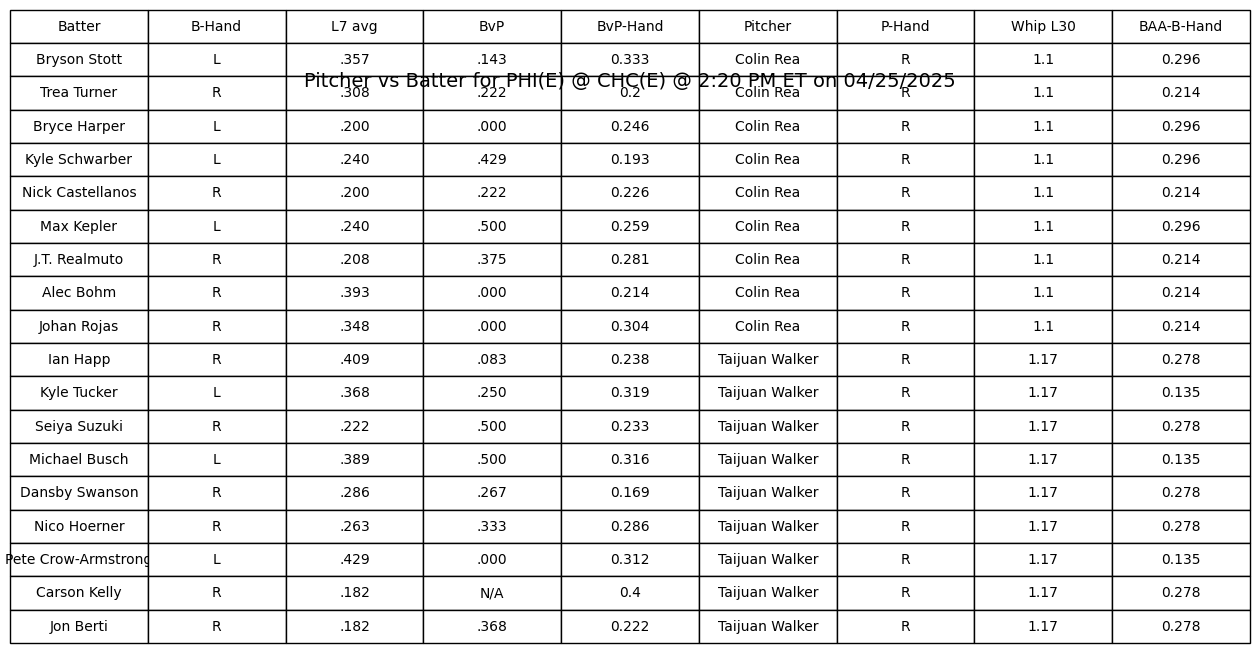 Batter B-Hand L7 avg BvP BvP-Hand Pitcher P-Hand Whip L30 BAA-B-Hand
Bryson Stott L .357 .143 0.333 Colin Rea R 1.1 0.296
Pitcher vs Batter for PHI(E) @ CHC(E) @ 2:20 PM ET on 04/25/2025
Trea Turner R .308 .222 0.2 Colin Rea R 1.1 0.214
Bryce Harper L .200 .000 0.246 Colin Rea R 1.1 0.296
Kyle Schwarber L .240 .429 0.193 Colin Rea R 1.1 0.296
Nick Castellanos R .200 .222 0.226 Colin Rea R 1.1 0.214
Max Kepler L .240 .500 0.259 Colin Rea R 1.1 0.296
J.T. Realmuto R .208 .375 0.281 Colin Rea R 1.1 0.214
Alec Bohm R .393 .000 0.214 Colin Rea R 1.1 0.214
Johan Rojas R .348 .000 0.304 Colin Rea R 1.1 0.214
Ian Happ R .409 .083 0.238 Taijuan Walker R 1.17 0.278
Kyle Tucker L .368 .250 0.319 Taijuan Walker R 1.17 0.135
Seiya Suzuki R .222 .500 0.233 Taijuan Walker R 1.17 0.278
Michael Busch L .389 .500 0.316 Taijuan Walker R 1.17 0.135
Dansby Swanson R .286 .267 0.169 Taijuan Walker R 1.17 0.278
Nico Hoerner R .263 .333 0.286 Taijuan Walker R 1.17 0.278
Pete Crow-Armstrong L .429 .000 0.312 Taijuan Walker R 1.17 0.135
Carson Kelly R .182 N/A 0.4 Taijuan Walker R 1.17 0.278
Jon Berti R .182 .368 0.222 Taijuan Walker R 1.17 0.278